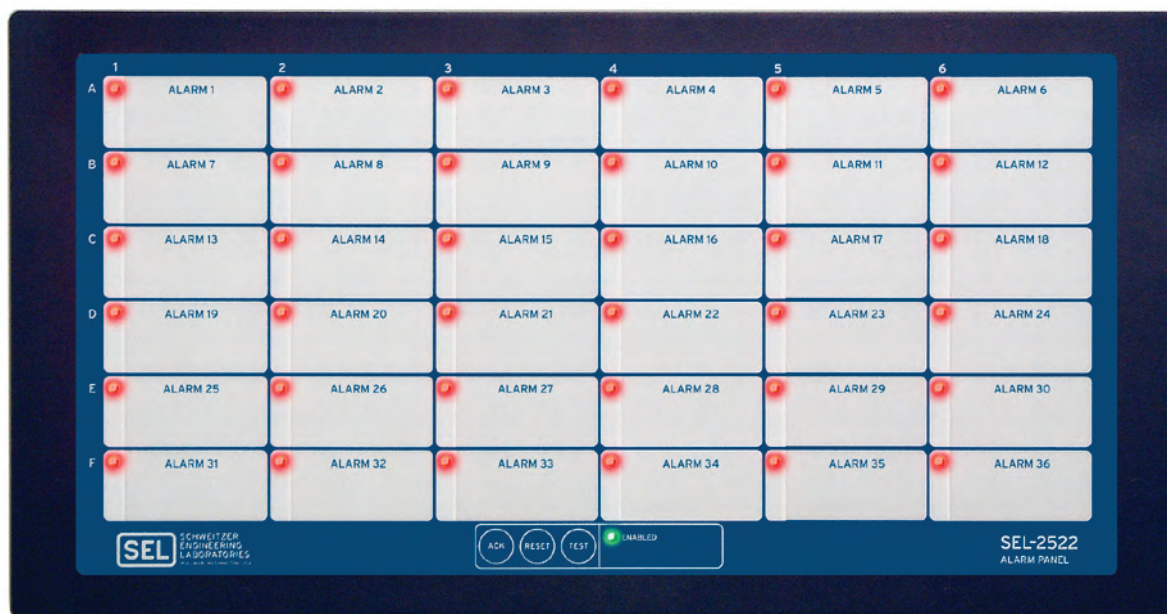 1 2 3 4 5 6
A ALARM 1 ALARM 2 ALARM 3 ALARM 4 ALARM 5 ALARM 6
B ALARM 7 ALARM 8 ALARM 9 ALARM 10 ALARM 11 ALARM 12
C ALARM 13 ALARM 14 ALARM 15 ALARM 16 ALARM 17 ALARM 18
D ALARM 19 ALARM 20 ALARM 21 ALARM 22 ALARM 23 ALARM 24
E ALARM 25 ALARM 26 ALARM 27 ALARM 28 ALARM 29 ALARM 30
F ALARM 31 ALARM 32 ALARM 33 ALARM 34 ALARM 35 ALARM 36
SEL
SCHWEITZER
ENGINEERING
LABORATORIES
ACK RESET TEST ENABLED
SEL-2522
ALARM PANEL